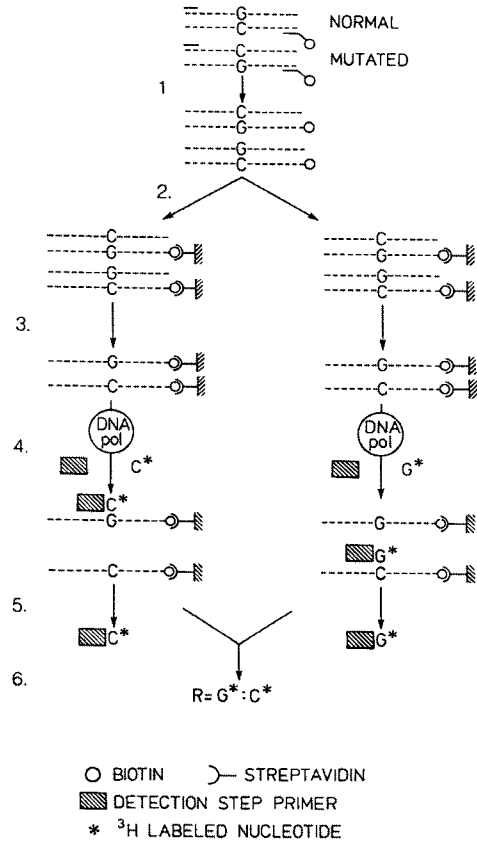 G NORMAL
C
C MUTATED
G
1
C
G
G
C
2.
C C
G G
G G
C C
3.
G G
C C
4.
DNA pol DNA pol
C* G*
C*
G G
G*
C C
5.
C* G*
6.
R=G*:C*
BIOTIN STREPTAVIDIN
DETECTION STEP PRIMER
* ³H LABELED NUCLEOTIDE